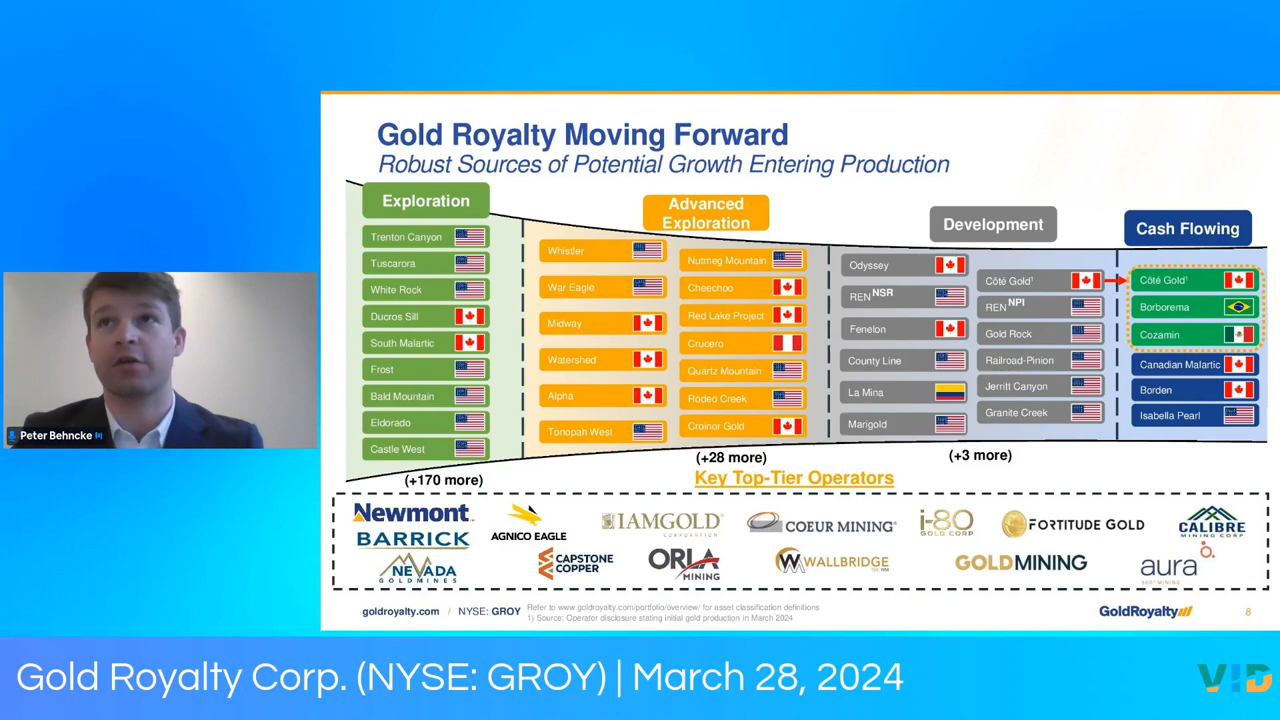 Gold Royalty Moving Forward
Robust Sources of Potential Growth Entering Production
Exploration
Trenton Canyon
Tuscarora
White Rock
Ducros Sill
South Malartic
Frost
Bald Mountain
Eldorado
Castle West
(+170 more)
Advanced
Exploration
Whistler
War Eagle
Midway
Watershed
Alpha
Tonopah West
Nutmeg Mountain
Cheechoo
Red Lake Project
Crucero
Quartz Mountain
Rodeo Creek
Croinor Gold
(+28 more)
Development
Odyssey
REN NSR
Fenelon
County Line
La Mina
Marigold
Côté Gold¹
REN NPI
Gold Rock
Railroad-Pinion
Jerritt Canyon
Granite Creek
(+3 more)
Cash Flowing
Côté Gold¹
Borborema
Cozamin
Canadian Malartic
Borden
Isabella Pearl
Key Top-Tier Operators
Newmont
BARRICK
NEVADA
GOLDMINES
AGNICO EAGLE
CAPSTONE
COPPER
IAMGOLD
CORPORATION
ORLA
MINING
COEUR MINING
WALLBRIDGE
i-80
GOLD CORP
FORTITUDE GOLD
GOLDMINING
CALIBRE
MINING CORP
aura
360° MINING
goldroyalty.com / NYSE: GROY
Refer to www.goldroyalty.com/portfolio/overview/ for asset classification definitions
1) Source: Operator disclosure stating initial gold production in March 2024
GoldRoyalty
8
Peter Behncke
Gold Royalty Corp. (NYSE: GROY) | March 28, 2024
VID